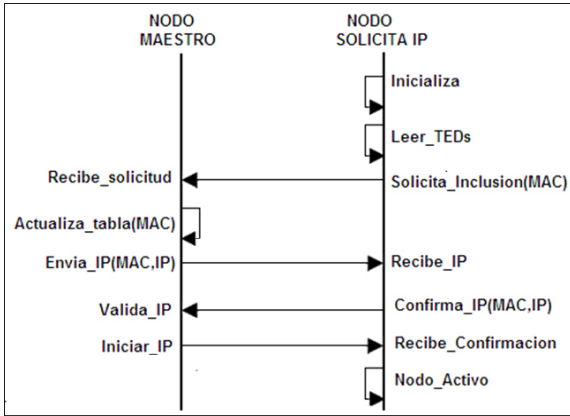 NODO
MAESTRO
NODO
SOLICITA IP
Inicializa
Leer_TEDs
Recibe_solicitud
Solicita_Inclusion(MAC)
Actualiza_tabla(MAC)
Envia_IP(MAC,IP)
Recibe_IP
Valida_IP
Confirma_IP(MAC,IP)
Iniciar_IP
Recibe_Confirmacion
Nodo_Activo